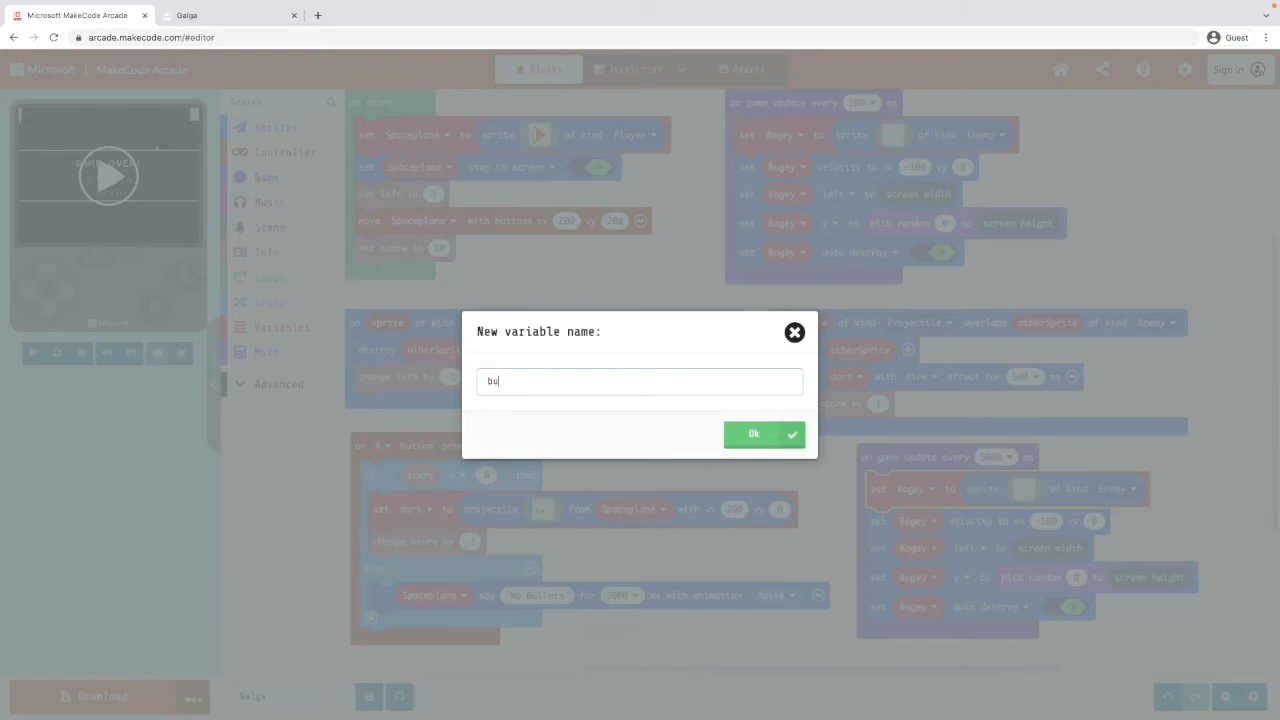 Microsoft MakeCode Arcade
Galga
arcade.makecode.com/#editor
Guest
Microsoft
MakeCode Arcade
Blocks
JavaScript
Assets
Sign In
GAME OVER!
Microsoft
Search
Sprites
Controller
Game
Music
Scene
Info
Loops
Logic
Variables
Math
Advanced
on start
set Spaceplane to sprite of kind Player
set Spaceplane stay in screen
set life to 3
move Spaceplane with buttons vx 200 vy 200
set score to 10
on game update every 500 ms
set Bogey to sprite of kind Enemy
set Bogey velocity to vx -100 vy 0
set Bogey left to screen width
set Bogey y to pick random 0 to screen height
set Bogey auto destroy
on sprite of kind
destroy otherSpri
change life by -1
of kind Projectile overlaps otherSprite of kind Enemy
otherSprite
dart with fire effect for 500 ms
score by 1
New variable name:
bu
Ok
on A button pre
if score > 0 then
set dart to projectile from Spaceplane with vx 200 vy 0
change score by -1
else
Spaceplane say "No Bullets" for 2000 ms with animation false
on game update every 5000 ms
set Bogey to sprite of kind Enemy
set Bogey velocity to vx -100 vy 0
set Bogey left to screen width
set Bogey y to pick random 0 to screen height
set Bogey auto destroy
Download
Galga